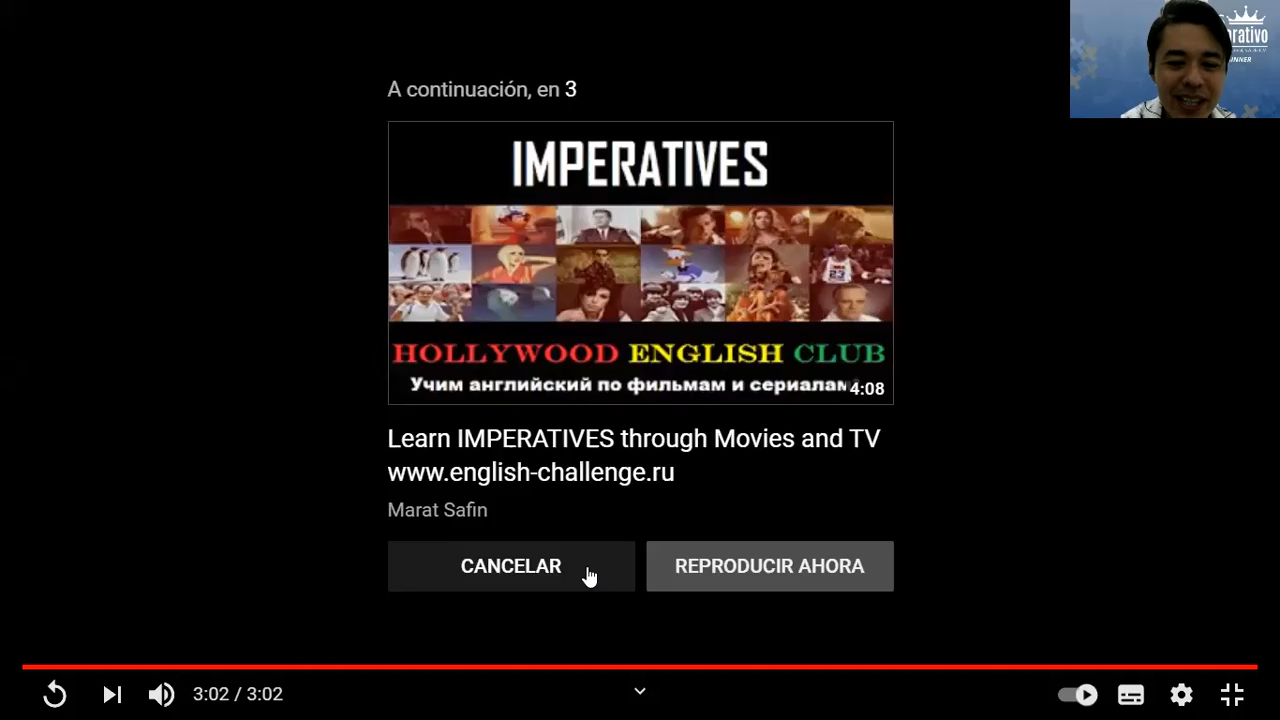 A continuación, en 3
IMPERATIVES
HOLLYWOOD ENGLISH CLUB
Учим английский по фильмам и сериалам
4:08
Learn IMPERATIVES through Movies and TV
www.english-challenge.ru
Marat Safin
CANCELAR
REPRODUCIR AHORA
3:02 / 3:02